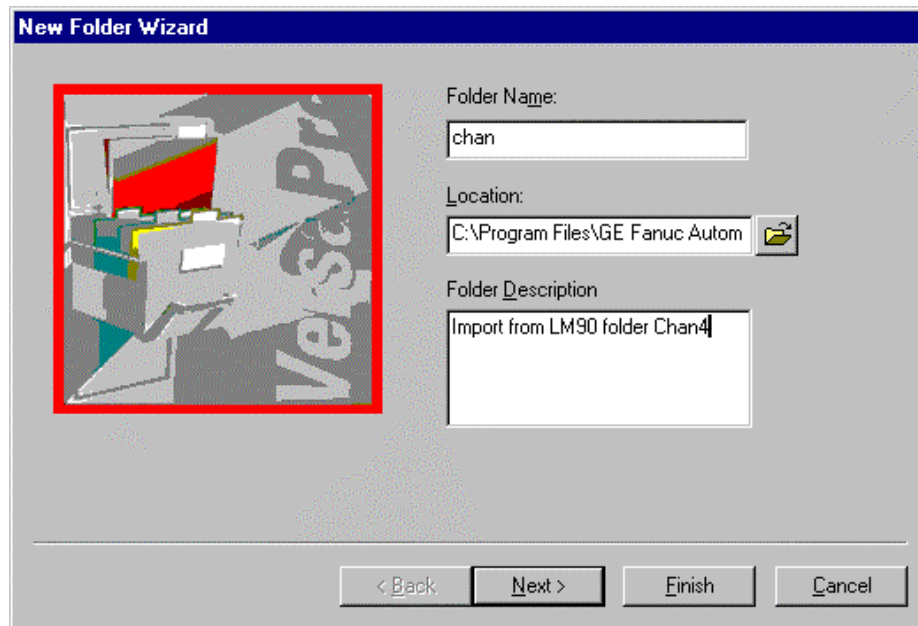 New Folder Wizard
Folder Name:
chan
Location:
C:\Program Files\GE Fanuc Autom
Folder Description
Import from LM90 folder Chan4
VersaPro
< Back
Next >
Finish
Cancel